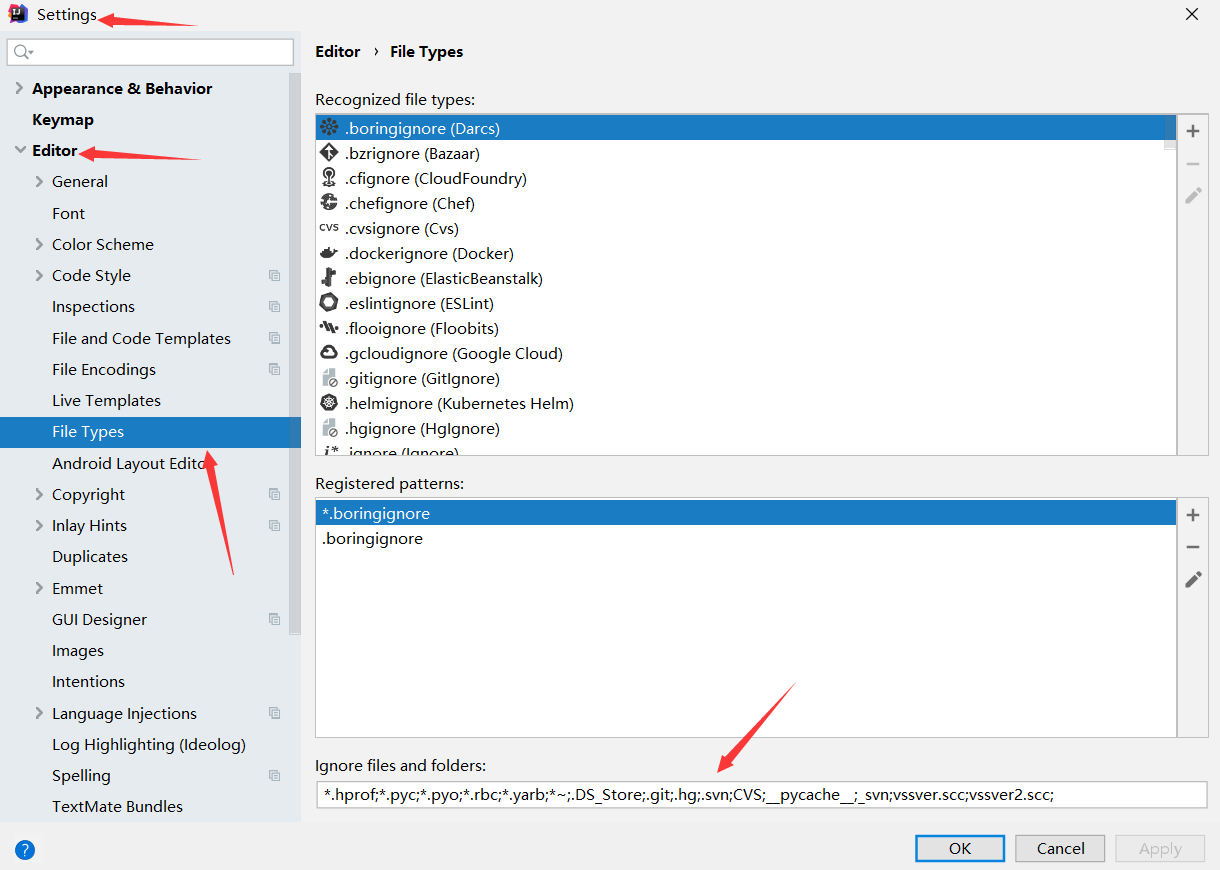 Settings
Appearance & Behavior
Keymap
Editor
General
Font
Color Scheme
Code Style
Inspections
File and Code Templates
File Encodings
Live Templates
File Types
Android Layout Editor
Copyright
Inlay Hints
Duplicates
Emmet
GUI Designer
Images
Intentions
Language Injections
Log Highlighting (Ideolog)
Spelling
TextMate Bundles
?
Editor › File Types
Recognized file types:
.boringignore (Darcs)
.bzrignore (Bazaar)
.cfignore (CloudFoundry)
.chefignore (Chef)
CVS .cvsignore (Cvs)
.dockerignore (Docker)
.ebignore (ElasticBeanstalk)
.eslintignore (ESLint)
.flooignore (Floobits)
.gcloudignore (Google Cloud)
.gitignore (GitIgnore)
.helmignore (Kubernetes Helm)
.hgignore (HgIgnore)
i* .ignore (Ignore)
Registered patterns:
*.boringignore
.boringignore
Ignore files and folders:
*.hprof;*.pyc;*.pyo;*.rbc;*.yarb;*~;.DS_Store;.git;.hg;.svn;CVS;__pycache__;_svn;vssver.scc;vssver2.scc;
OK Cancel Apply